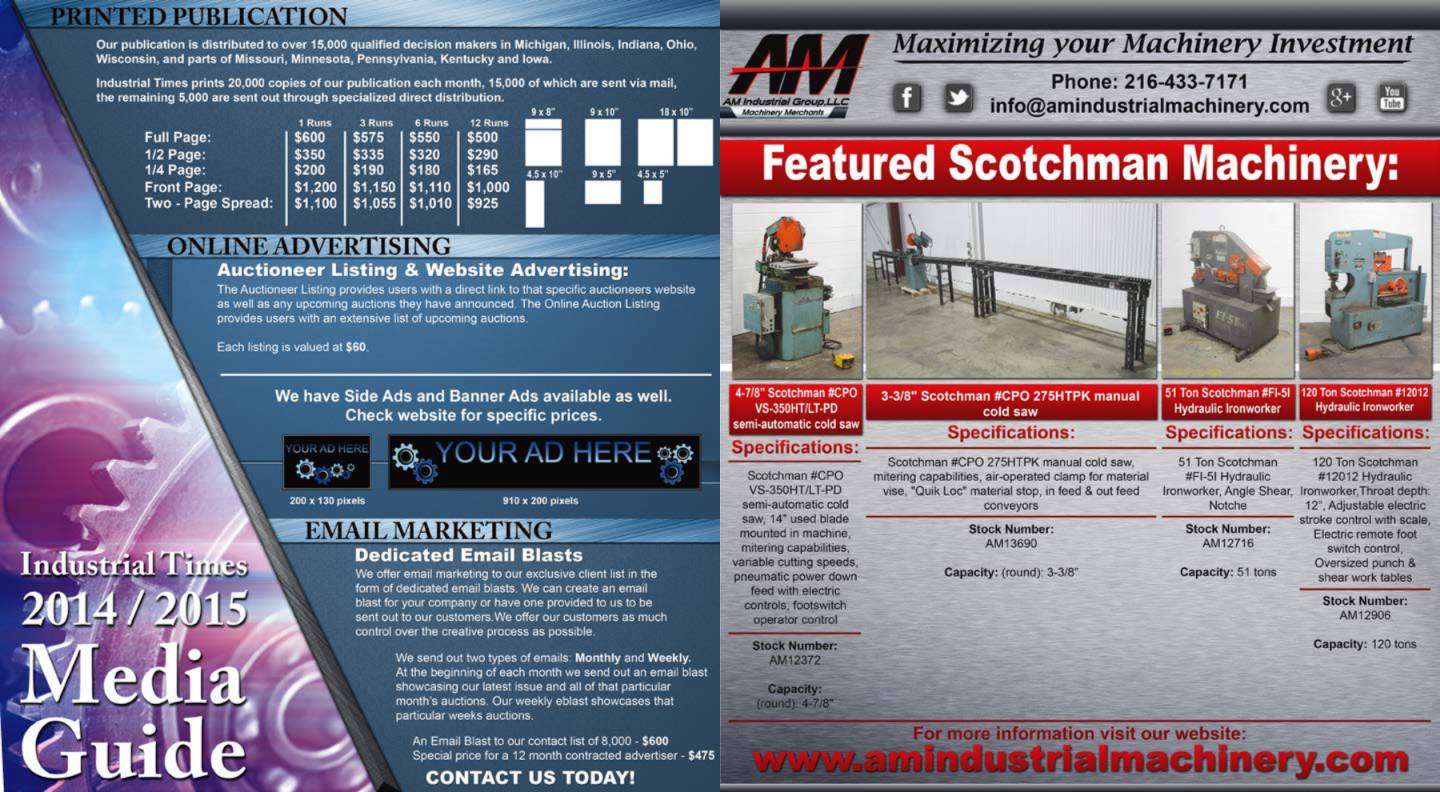 PRINTED PUBLICATION
Our publication is distributed to over 15,000 qualified decision makers in Michigan, Illinois, Indiana, Ohio,
Wisconsin, and parts of Missouri, Minnesota, Pennsylvania, Kentucky and Iowa.
Industrial Times prints 20,000 copies of our publication each month, 15,000 of which are sent via mail,
the remaining 5,000 are sent out through specialized direct distribution.
1 Runs 3 Runs 6 Runs 12 Runs
Full Page: $600 $575 $550 $500
1/2 Page: $350 $335 $320 $290
1/4 Page: $200 $190 $180 $165
Front Page: $1,200 $1,150 $1,110 $1,000
Two - Page Spread: $1,100 $1,055 $1,010 $925
9 x 8" 9 x 10" 18 x 10"
4.5 x 10" 9 x 5" 4.5 x 5"
ONLINE ADVERTISING
Auctioneer Listing & Website Advertising:
The Auctioneer Listing provides users with a direct link to that specific auctioneers website
as well as any upcoming auctions they have announced. The Online Auction Listing
provides users with an extensive list of upcoming auctions.
Each listing is valued at $60.
We have Side Ads and Banner Ads available as well.
Check website for specific prices.
YOUR AD HERE
YOUR AD HERE
200 x 130 pixels
910 x 200 pixels
EMAIL MARKETING
Dedicated Email Blasts
We offer email marketing to our exclusive client list in the
form of dedicated email blasts. We can create an email
blast for your company or have one provided to us to be
sent out to our customers.We offer our customers as much
control over the creative process as possible.
We send out two types of emails: Monthly and Weekly.
At the beginning of each month we send out an email blast
showcasing our latest issue and all of that particular
month's auctions. Our weekly eblast showcases that
particular weeks auctions.
An Email Blast to our contact list of 8,000 - $600
Special price for a 12 month contracted advertiser - $475
CONTACT US TODAY!
Industrial Times
2014 / 2015
Media
Guide
AM
AM Industrial Group,LLC
Machinery Merchants
Maximizing your Machinery Investment
Phone: 216-433-7171
info@amindustrialmachinery.com
f
g+
You
Tube
Featured Scotchman Machinery:
FI-51
4-7/8" Scotchman #CPO
VS-350HT/LT-PD
semi-automatic cold saw
Specifications:
Scotchman #CPO
VS-350HT/LT-PD
semi-automatic cold
saw, 14" used blade
mounted in machine,
mitering capabilities,
variable cutting speeds,
pneumatic power down
feed with electric
controls, footswitch
operator control
Stock Number:
AM12372
Capacity:
(round): 4-7/8"
3-3/8" Scotchman #CPO 275HTPK manual
cold saw
Specifications:
Scotchman #CPO 275HTPK manual cold saw,
mitering capabilities, air-operated clamp for material
vise, "Quik Loc" material stop, in feed & out feed
conveyors
Stock Number:
AM13690
Capacity: (round): 3-3/8"
51 Ton Scotchman #FI-5I
Hydraulic Ironworker
Specifications:
51 Ton Scotchman
#FI-5I Hydraulic
Ironworker, Angle Shear,
Notche
Stock Number:
AM12716
Capacity: 51 tons
120 Ton Scotchman #12012
Hydraulic Ironworker
Specifications:
120 Ton Scotchman
#12012 Hydraulic
Ironworker,Throat depth:
12", Adjustable electric
stroke control with scale,
Electric remote foot
switch control,
Oversized punch &
shear work tables
Stock Number:
AM12906
Capacity: 120 tons
For more information visit our website:
www.amindustrialmachinery.com